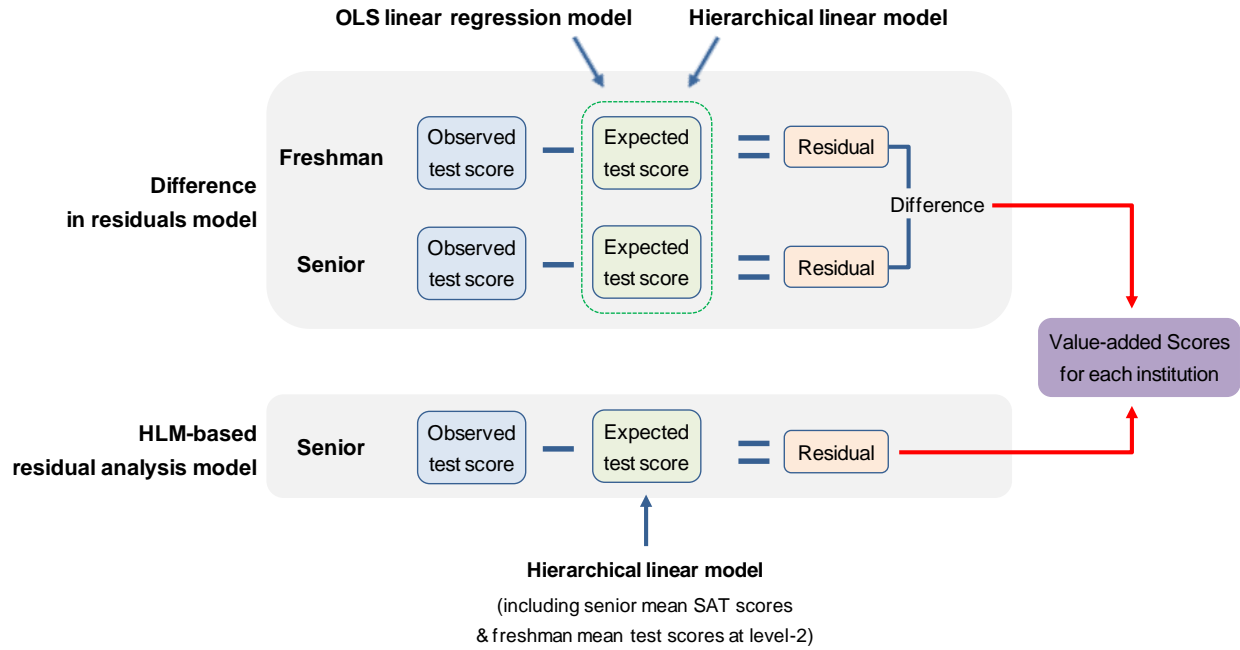 OLS linear regression model
Hierarchical linear model
Difference
in residuals model
Freshman
Observed
test score
Expected
test score
Residual
Difference
Senior
Observed
test score
Expected
test score
Residual
Value-added Scores
for each institution
HLM-based
residual analysis model
Senior
Observed
test score
Expected
test score
Residual
Hierarchical linear model
(including senior mean SAT scores
& freshman mean test scores at level-2)